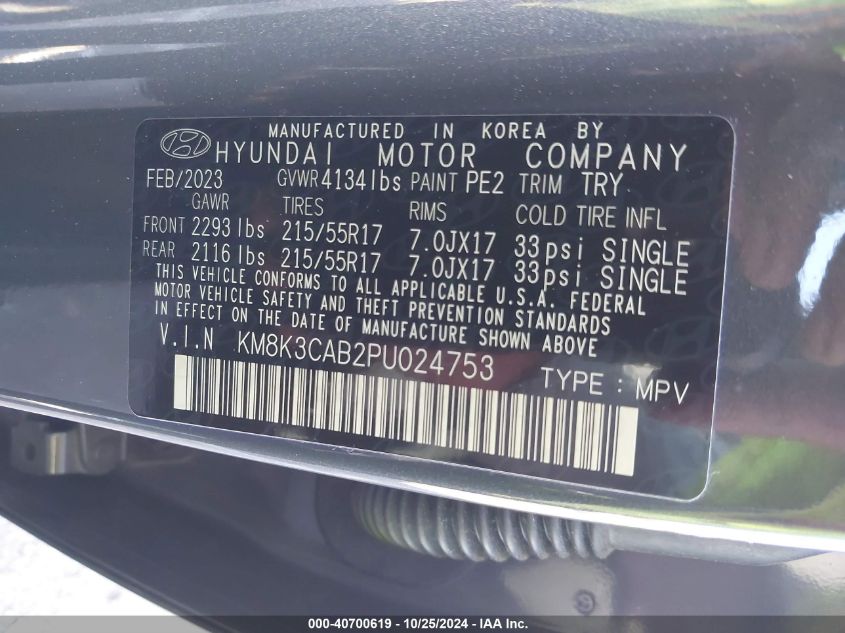 MANUFACTURED IN KOREA BY
HYUNDAI MOTOR COMPANY
FEB/2023 GVWR 4134 lbs PAINT PE2 TRIM TRY
GAWR TIRES RIMS COLD TIRE INFL
FRONT 2293 lbs 215/55R17 7.0JX17 33psi SINGLE
REAR 2116 lbs 215/55R17 7.0JX17 33psi SINGLE
THIS VEHICLE CONFORMS TO ALL APPLICABLE U.S.A. FEDERAL
MOTOR VEHICLE SAFETY AND THEFT PREVENTION STANDARDS
IN EFFECT ON THE DATE OF MANUFACTURE SHOWN ABOVE.
V.I.N KM8K3CAB2PU024753
TYPE : MPV
000-40700619 - 10/25/2024 - IAA Inc.